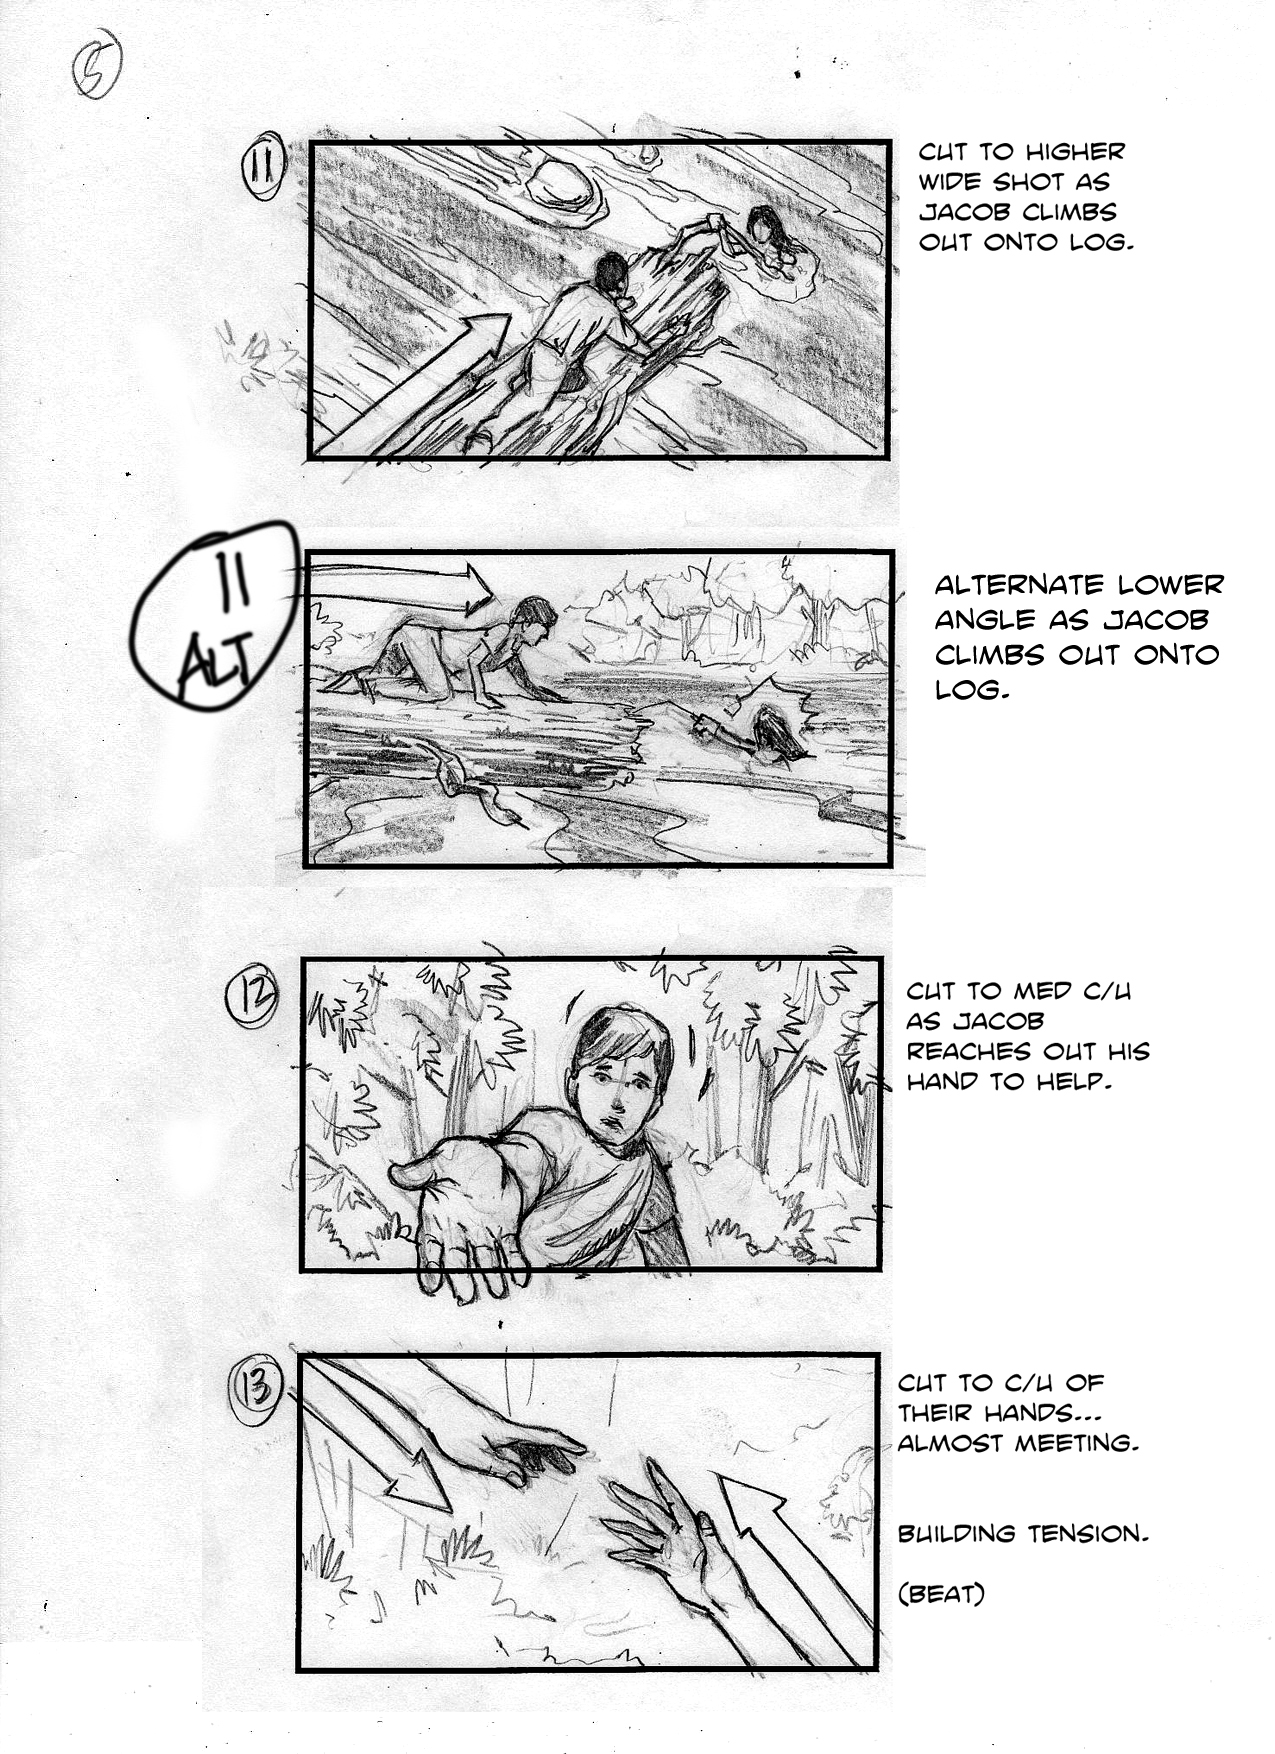 5
11
CUT TO HIGHER
WIDE SHOT AS
JACOB CLIMBS
OUT ONTO LOG.
11
ALT
ALTERNATE LOWER
ANGLE AS JACOB
CLIMBS OUT ONTO
LOG.
12
CUT TO MED C/U
AS JACOB
REACHES OUT HIS
HAND TO HELP.
13
CUT TO C/U OF
THEIR HANDS...
ALMOST MEETING.
BUILDING TENSION.
(BEAT)